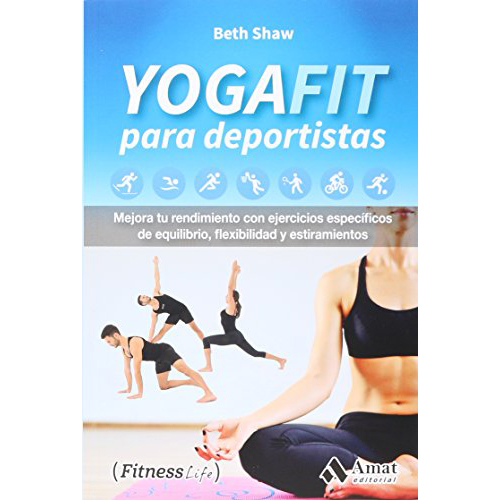 Beth Shaw
YOGAFIT
para deportistas
Mejora tu rendimiento con ejercicios específicos
de equilibrio, flexibilidad y estiramientos
(Fitness Life)
Amat
editorial